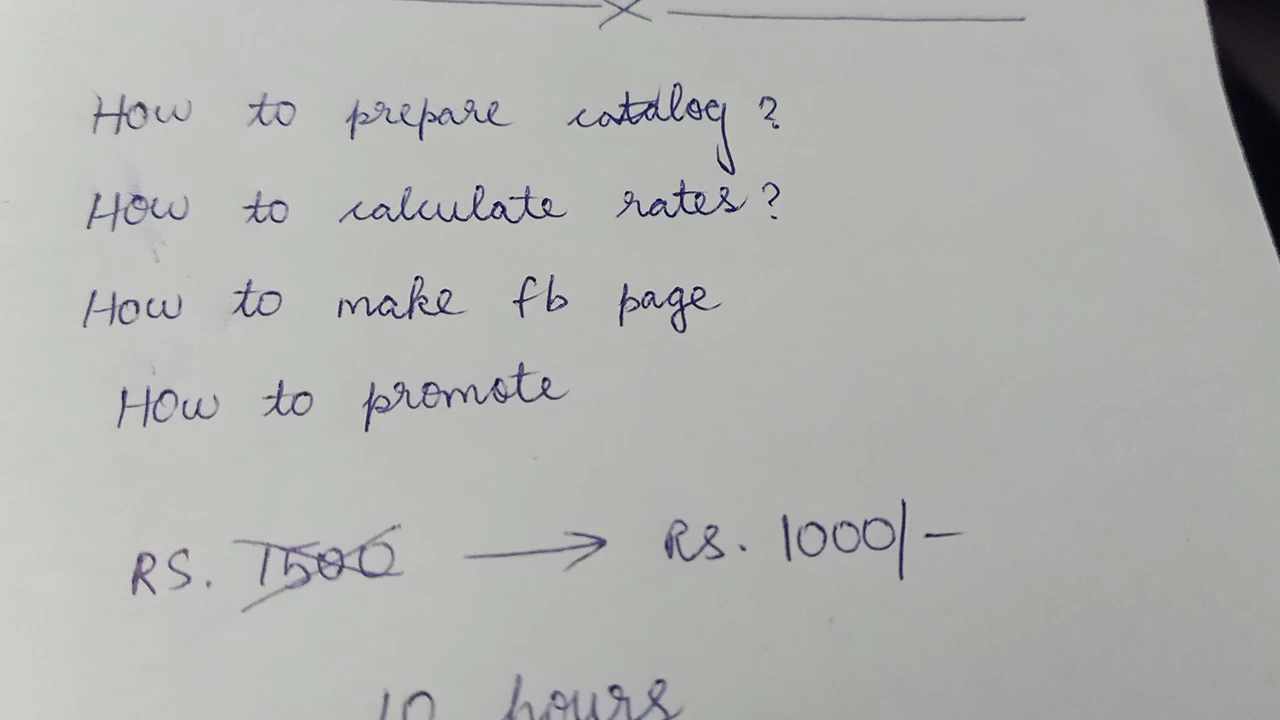 How to prepare catalog?
How to calculate rates?
How to make fb page
How to promote
RS. 1500 → RS. 1000/-
10 hours